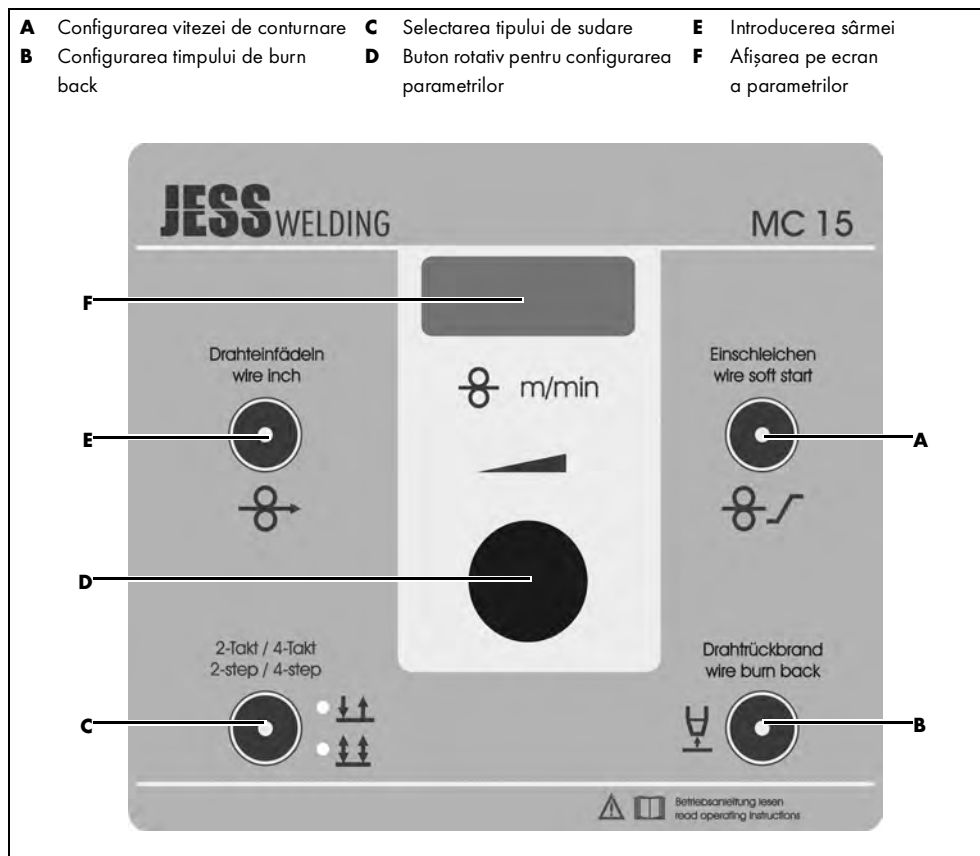 A Configurarea vitezei de conturnare C Selectarea tipului de sudare E Introducerea sârmei
B Configurarea timpului de burn D Buton rotativ pentru configurarea F Afișarea pe ecran
back parametrilor a parametrilor
JESS WELDING MC 15
F
Drahteinfädeln
wire inch
Einschleichen
wire soft start
m/min
E
A
D
2-Takt / 4-Takt
2-step / 4-step
Drahtrückbrand
wire burn back
C
B
Betriebsanleitung lesen
read operating instructions